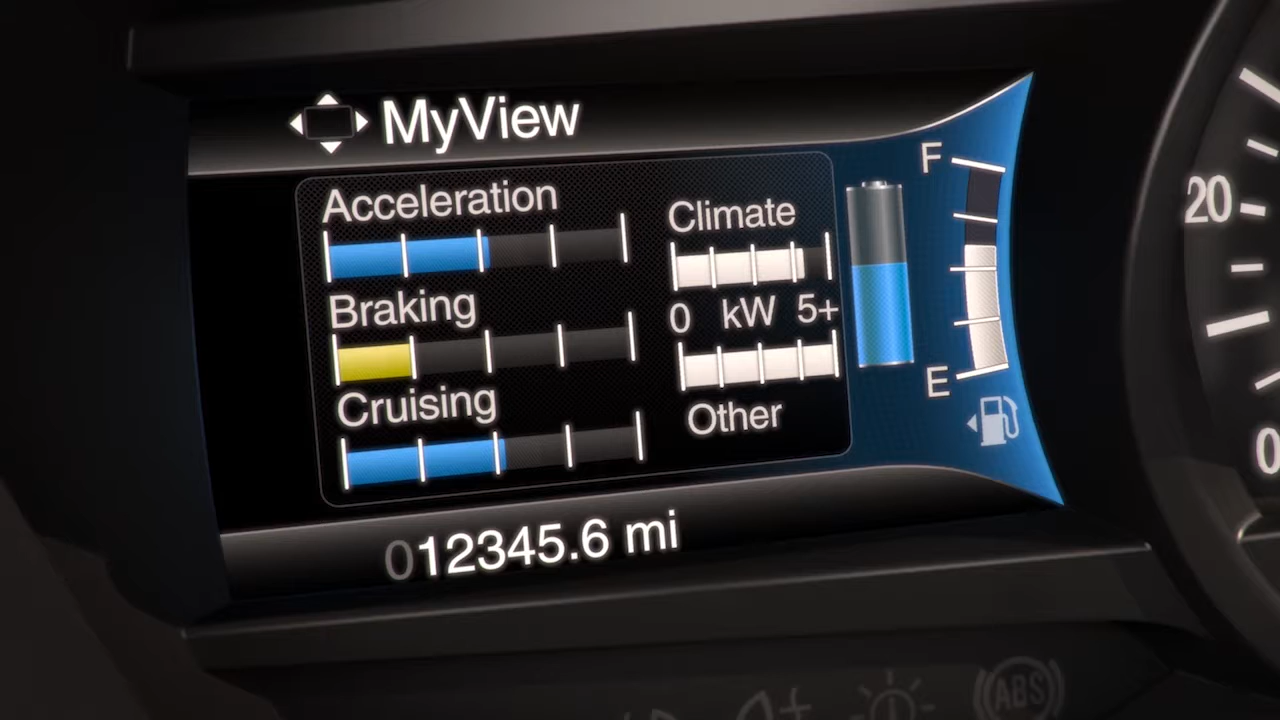 MyView
Acceleration
Braking
Cruising
Climate
0 kW 5+
Other
F
E
012345.6 mi
20
0
ABS